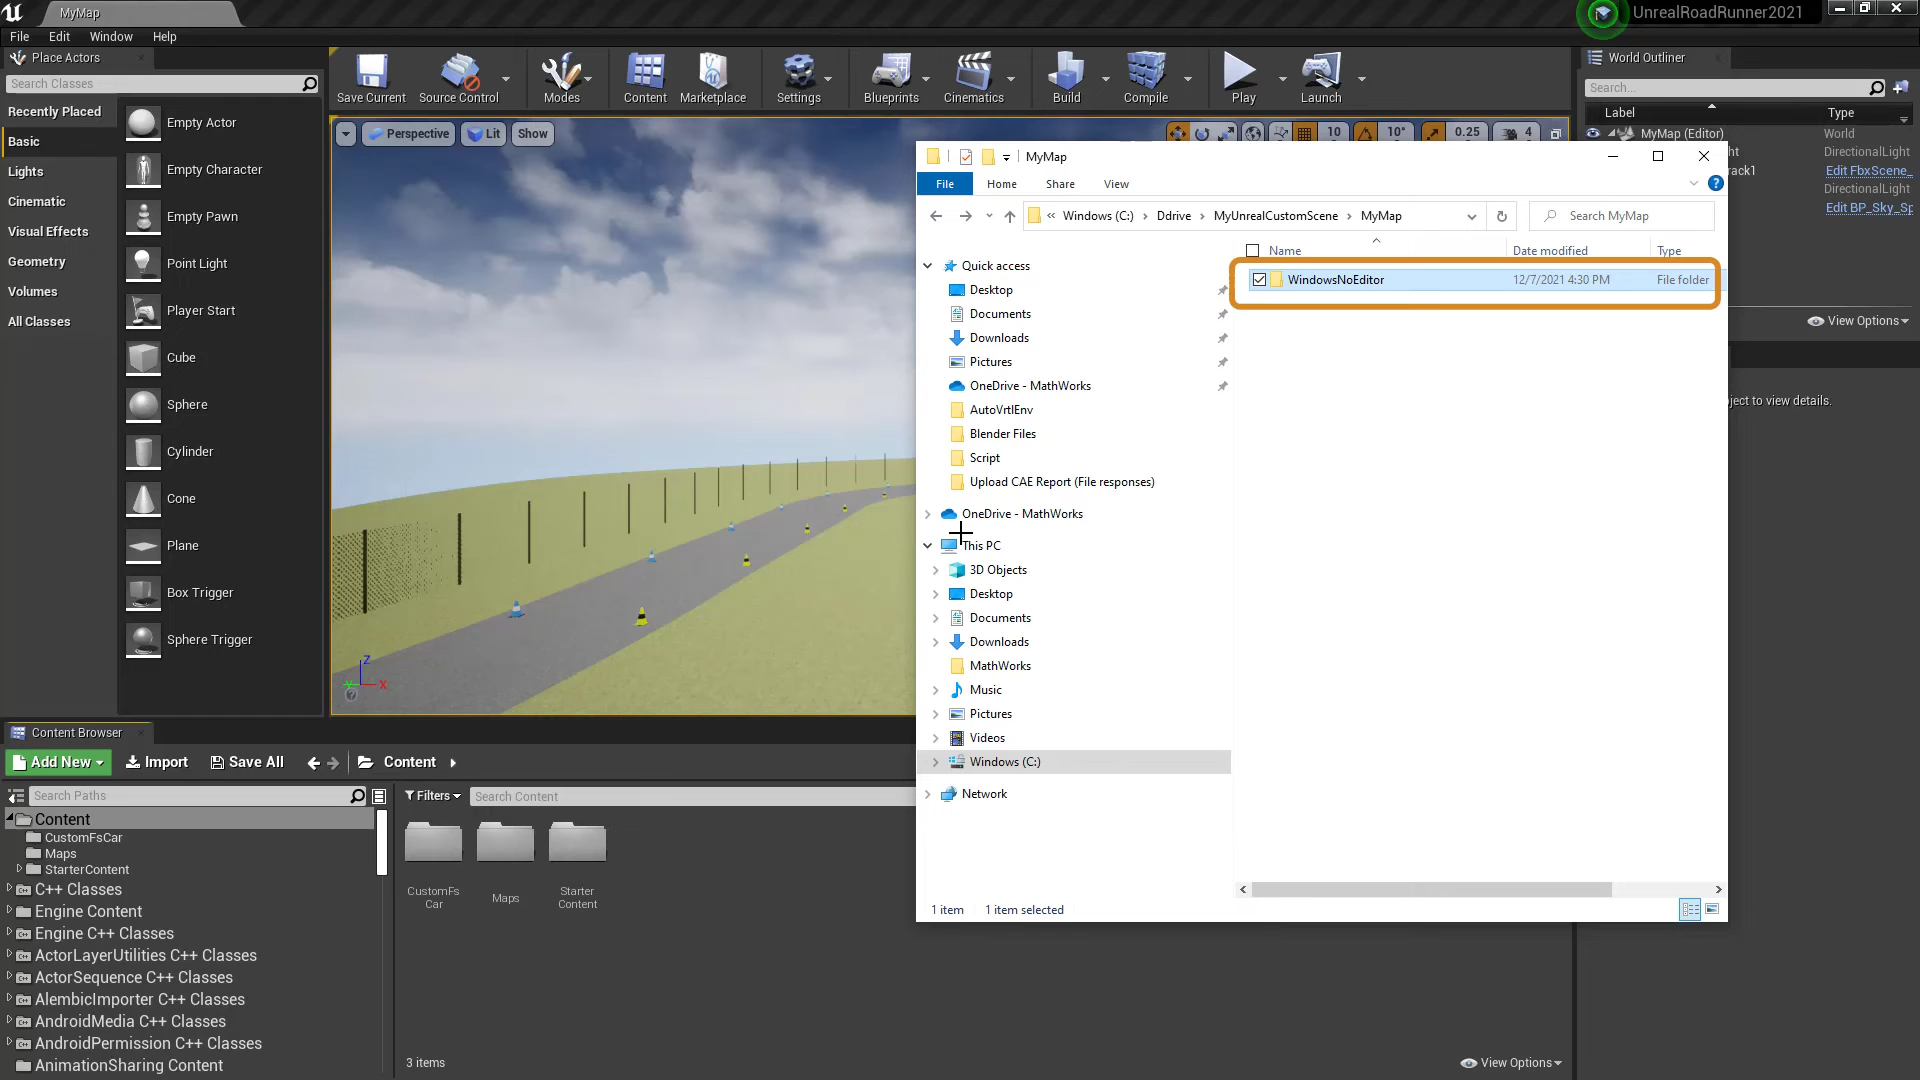 MyMap
UnrealRoadRunner2021
File Edit Window Help
Place Actors
Search Classes
Recently Placed
Basic
Lights
Cinematic
Visual Effects
Geometry
Volumes
All Classes
Empty Actor
Empty Character
Empty Pawn
Point Light
Player Start
Cube
Sphere
Cylinder
Cone
Plane
Box Trigger
Sphere Trigger
Save Current Source Control Modes Content Marketplace Settings Blueprints Cinematics Build Compile Play Launch
Perspective Lit Show
10 10° 0.25 4
Z
X
World Outliner
Search...
Label Type
MyMap (Editor) World
ht DirectionalLight
rack1 Edit FbxScene_
DirectionalLight
Edit BP_Sky_Sp
View Options
ject to view details.
MyMap
File Home Share View
« Windows (C:) › Ddrive › MyUnrealCustomScene › MyMap
Search MyMap
Name Date modified Type
WindowsNoEditor 12/7/2021 4:30 PM File folder
Quick access
Desktop
Documents
Downloads
Pictures
OneDrive - MathWorks
AutoVrtlEnv
Blender Files
Script
Upload CAE Report (File responses)
OneDrive - MathWorks
This PC
3D Objects
Desktop
Documents
Downloads
MathWorks
Music
Pictures
Videos
Windows (C:)
Network
1 item 1 item selected
Content Browser
Add New Import Save All Content
Search Paths
Filters Search Content
Content
CustomFsCar
Maps
StarterContent
C++ Classes
Engine Content
Engine C++ Classes
ActorLayerUtilities C++ Classes
ActorSequence C++ Classes
AlembicImporter C++ Classes
AndroidMedia C++ Classes
AndroidPermission C++ Classes
AnimationSharing Content
CustomFs
Car
Maps
Starter
Content
3 items
View Options